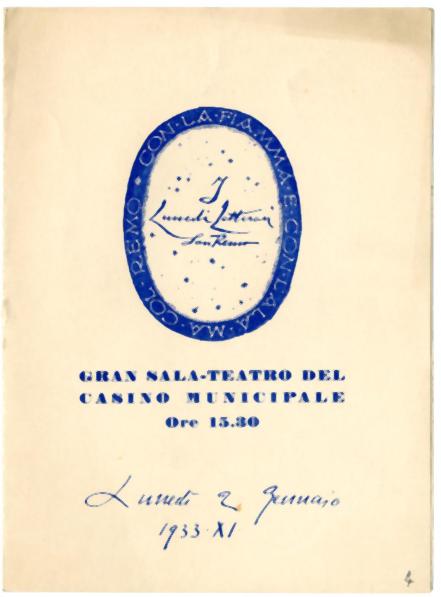 CON·LA·FIAMMA·E·CON·L'ALA·MA·COL·REMO·
I
Lunedì Letterari
San Remo
GRAN SALA-TEATRO DEL
CASINO MUNICIPALE
Ore 15.30
Lunedì 2 Gennaio
1933·XI
4